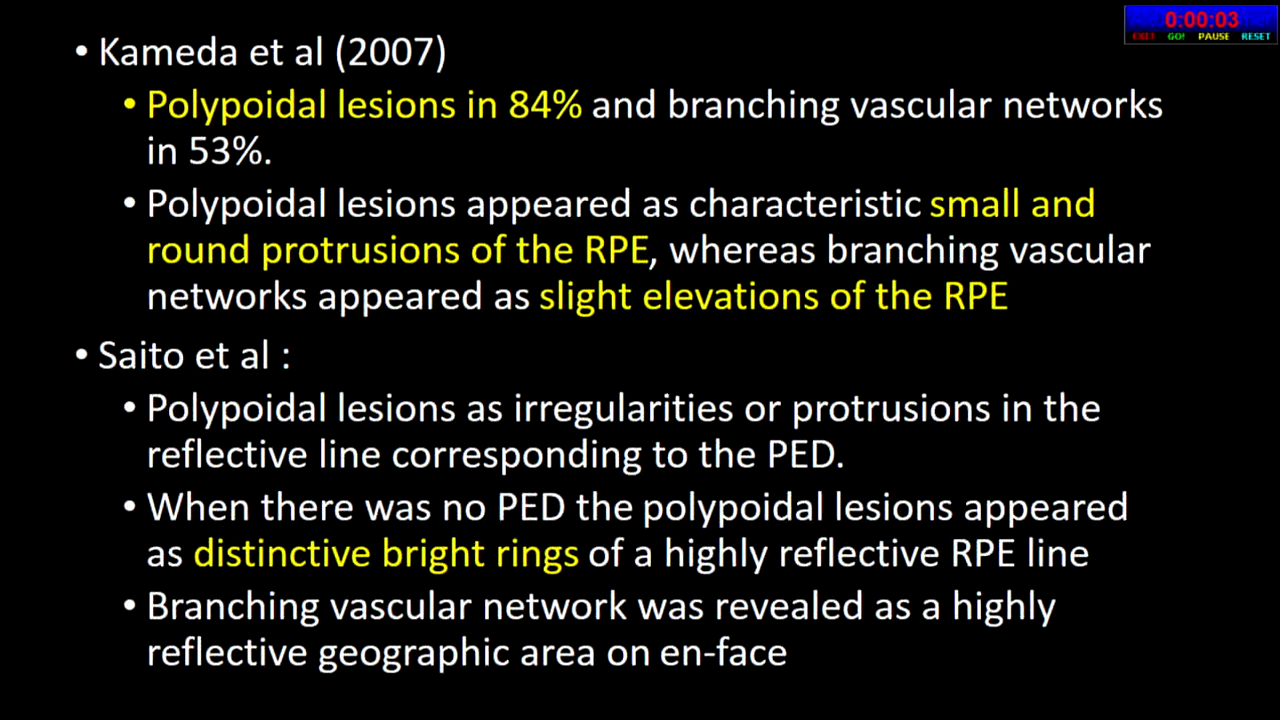 0:00:03
EXIT GO! PAUSE RESET
• Kameda et al (2007)
• Polypoidal lesions in 84% and branching vascular networks
in 53%.
• Polypoidal lesions appeared as characteristic small and
round protrusions of the RPE, whereas branching vascular
networks appeared as slight elevations of the RPE
• Saito et al :
• Polypoidal lesions as irregularities or protrusions in the
reflective line corresponding to the PED.
• When there was no PED the polypoidal lesions appeared
as distinctive bright rings of a highly reflective RPE line
• Branching vascular network was revealed as a highly
reflective geographic area on en-face